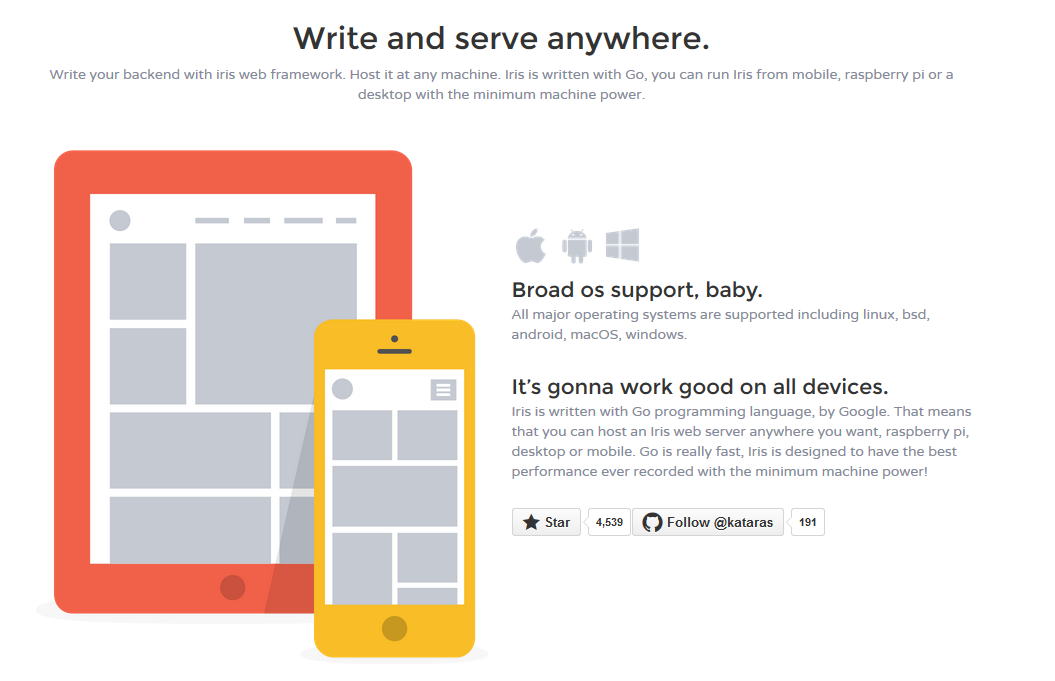 Write and serve anywhere.
Write your backend with iris web framework. Host it at any machine. Iris is written with Go, you can run Iris from mobile, raspberry pi or a
desktop with the minimum machine power.
Broad os support, baby.
All major operating systems are supported including linux, bsd,
android, macOS, windows.
It's gonna work good on all devices.
Iris is written with Go programming language, by Google. That means
that you can host an Iris web server anywhere you want, raspberry pi,
desktop or mobile. Go is really fast, Iris is designed to have the best
performance ever recorded with the minimum machine power!
Star 4,539 Follow @kataras 191